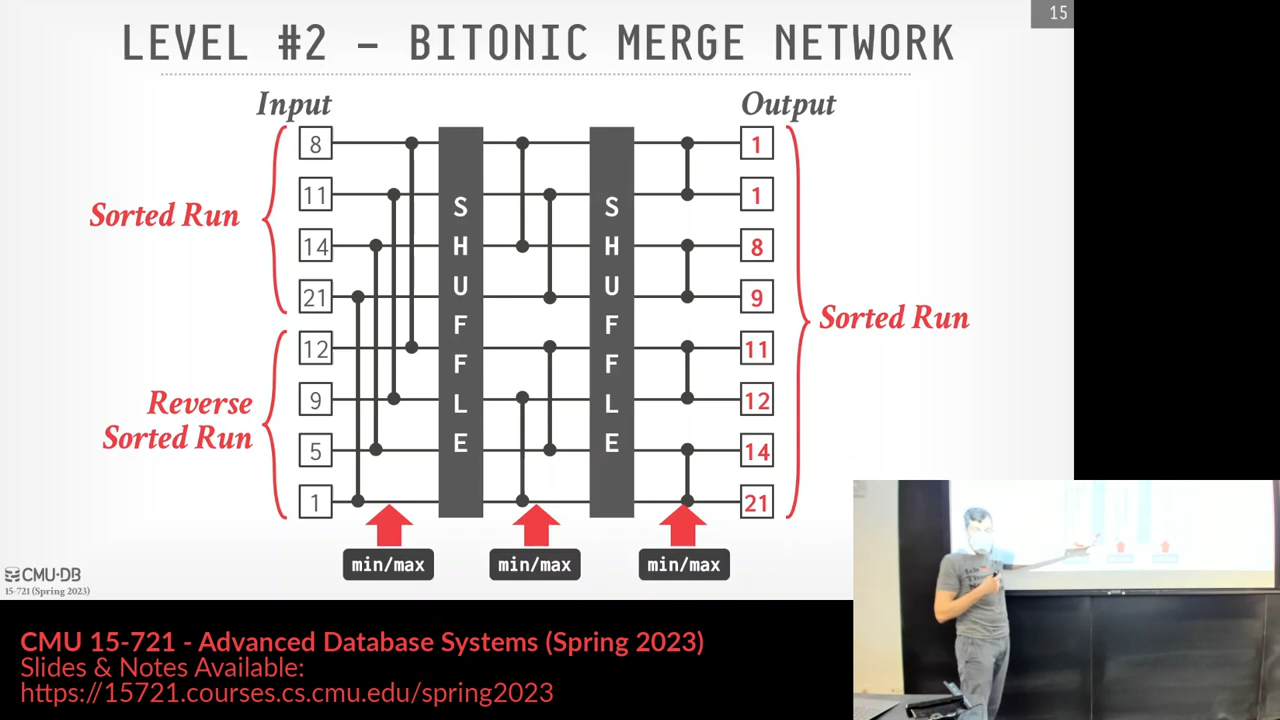 15
LEVEL #2 – BITONIC MERGE NETWORK
Input
Output
8
11
14
21
12
9
5
1
Sorted Run
Reverse
Sorted Run
SHUFFLE
SHUFFLE
1
1
8
9
11
12
14
21
Sorted Run
min/max
min/max
min/max
CMU·DB
15-721 (Spring 2023)
CMU 15-721 - Advanced Database Systems (Spring 2023)
Slides & Notes Available:
https://15721.courses.cs.cmu.edu/spring2023